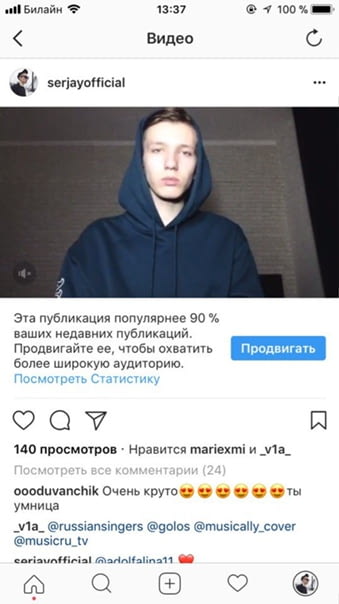 Билайн 13:37 100 %
Видео
serjayofficial
Эта публикация популярнее 90 %
ваших недавних публикаций.
Продвигайте ее, чтобы охватить
более широкую аудиторию.
Посмотреть Статистику
Продвигать
140 просмотров · Нравится mariexmi и _v1a_
Посмотреть все комментарии (24)
oooduvanchik Очень круто😍😍😍😍😍😍ты
умница
_v1a_ @russiansingers @golos @musically_cover
@musicru_tv
serjayofficial @adolfalina11 ❤️